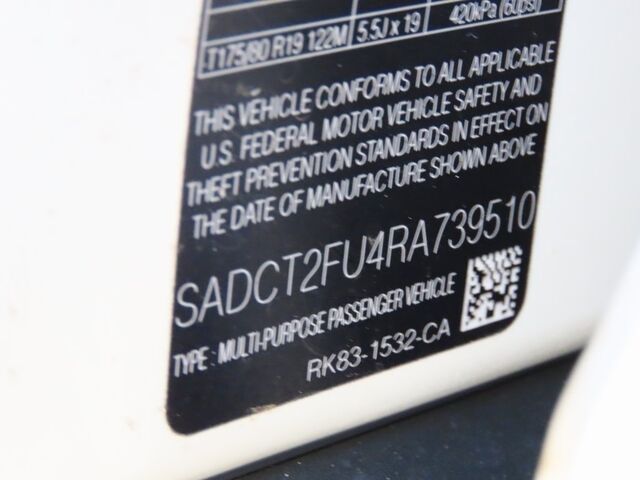 T175/80 R19 122M 5.5J x 19 420kPa (60psi)
THIS VEHICLE CONFORMS TO ALL APPLICABLE
U.S. FEDERAL MOTOR VEHICLE SAFETY AND
THEFT PREVENTION STANDARDS IN EFFECT ON
THE DATE OF MANUFACTURE SHOWN ABOVE
SADCT2FU4RA739510
TYPE : MULTI-PURPOSE PASSENGER VEHICLE
RK83-1532-CA